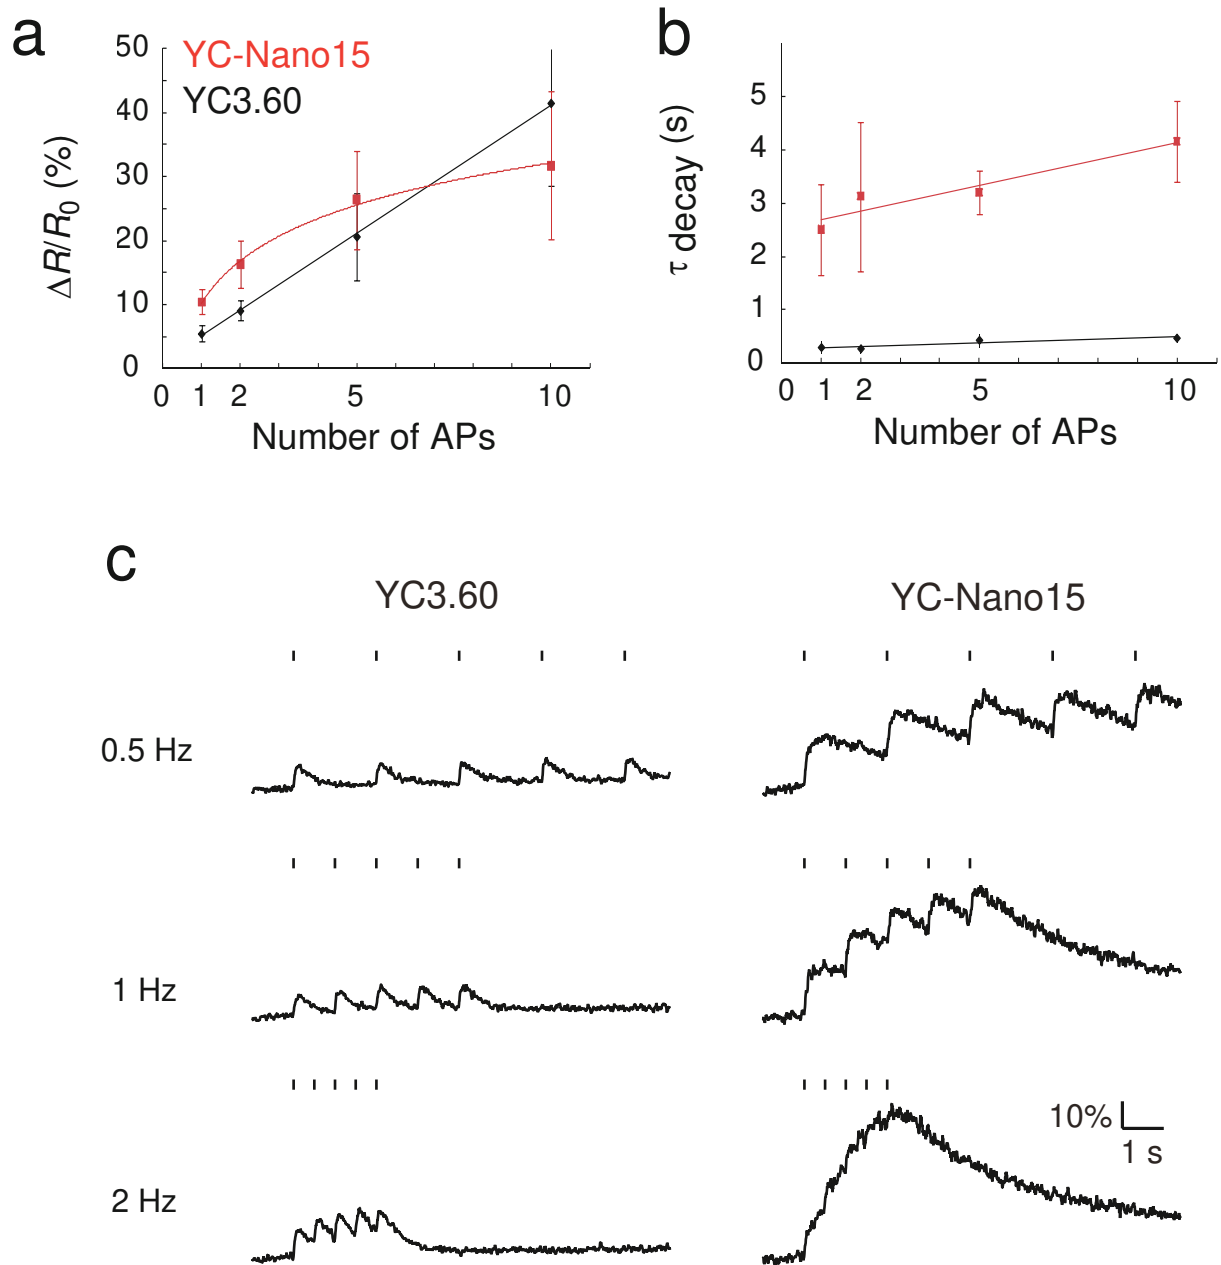 a
YC-Nano15
YC3.60
50
40
30
20
10
0
ΔR/R0 (%)
0 1 2 5 10
Number of APs
b
5
4
3
2
1
0
τ decay (s)
0 1 2 5 10
Number of APs
c
YC3.60 YC-Nano15
0.5 Hz
1 Hz
2 Hz
10%
1 s